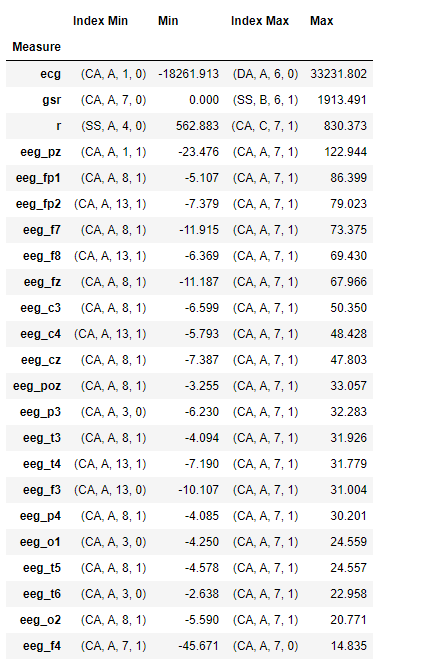 Index Min Min Index Max Max
Measure
ecg (CA, A, 1, 0) -18261.913 (DA, A, 6, 0) 33231.802
gsr (CA, A, 7, 0) 0.000 (SS, B, 6, 1) 1913.491
r (SS, A, 4, 0) 562.883 (CA, C, 7, 1) 830.373
eeg_pz (CA, A, 1, 1) -23.476 (CA, A, 7, 1) 122.944
eeg_fp1 (CA, A, 8, 1) -5.107 (CA, A, 7, 1) 86.399
eeg_fp2 (CA, A, 13, 1) -7.379 (CA, A, 7, 1) 79.023
eeg_f7 (CA, A, 8, 1) -11.915 (CA, A, 7, 1) 73.375
eeg_f8 (CA, A, 13, 1) -6.369 (CA, A, 7, 1) 69.430
eeg_fz (CA, A, 8, 1) -11.187 (CA, A, 7, 1) 67.966
eeg_c3 (CA, A, 8, 1) -6.599 (CA, A, 7, 1) 50.350
eeg_c4 (CA, A, 13, 1) -5.793 (CA, A, 7, 1) 48.428
eeg_cz (CA, A, 8, 1) -7.387 (CA, A, 7, 1) 47.803
eeg_poz (CA, A, 8, 1) -3.255 (CA, A, 7, 1) 33.057
eeg_p3 (CA, A, 3, 0) -6.230 (CA, A, 7, 1) 32.283
eeg_t3 (CA, A, 8, 1) -4.094 (CA, A, 7, 1) 31.926
eeg_t4 (CA, A, 13, 1) -7.190 (CA, A, 7, 1) 31.779
eeg_f3 (CA, A, 13, 0) -10.107 (CA, A, 7, 1) 31.004
eeg_p4 (CA, A, 8, 1) -4.085 (CA, A, 7, 1) 30.201
eeg_o1 (CA, A, 3, 0) -4.250 (CA, A, 7, 1) 24.559
eeg_t5 (CA, A, 8, 1) -4.578 (CA, A, 7, 1) 24.557
eeg_t6 (CA, A, 3, 0) -2.638 (CA, A, 7, 1) 22.958
eeg_o2 (CA, A, 8, 1) -5.590 (CA, A, 7, 1) 20.771
eeg_f4 (CA, A, 7, 1) -45.671 (CA, A, 7, 0) 14.835